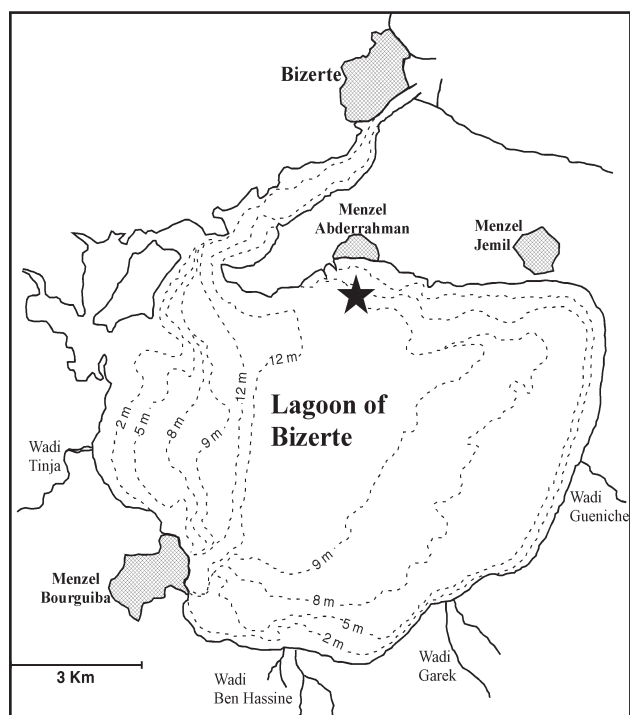 Bizerte
Menzel
Abderrahman
Menzel
Jemil
12 m
12 m
2 m
5 m
8 m
9 m
Lagoon of
Bizerte
Wadi
Tinja
Wadi
Gueniche
Menzel
Bourguiba
9 m
8 m
5 m
2 m
3 Km
Wadi
Ben Hassine
Wadi
Garek